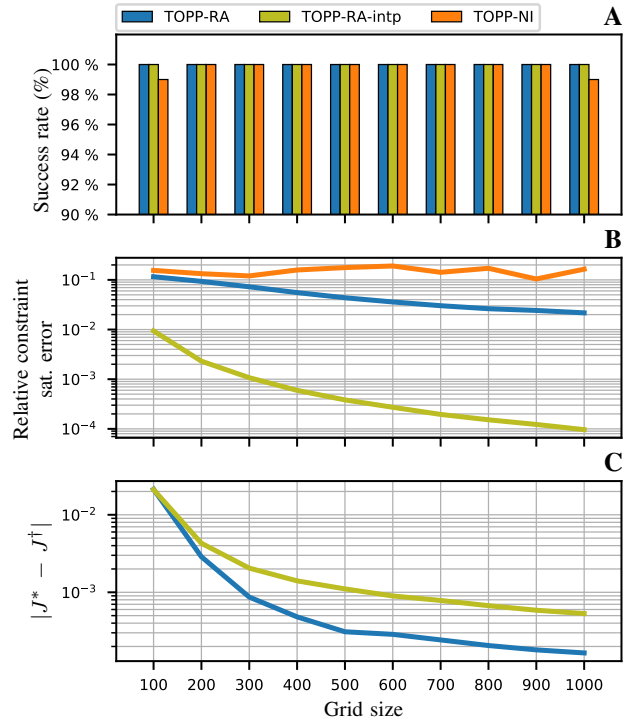 TOPP-RA TOPP-RA-intp TOPP-NI A
Success rate (%)
100 %
98 %
96 %
94 %
92 %
90 %
B
Relative constraint
sat. error
10⁻¹
10⁻²
10⁻³
10⁻⁴
C
|J* − J†|
10⁻²
10⁻³
100 200 300 400 500 600 700 800 900 1000
Grid size